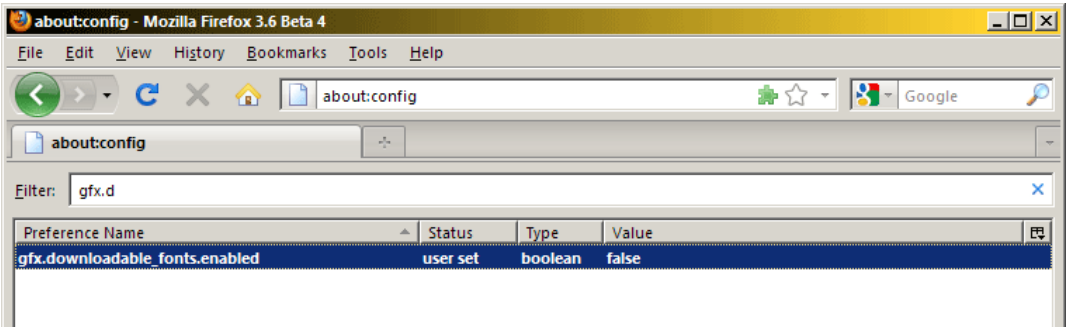 about:config - Mozilla Firefox 3.6 Beta 4
File Edit View History Bookmarks Tools Help
about:config Google
about:config
Filter: gfx.d
Preference Name Status Type Value
gfx.downloadable_fonts.enabled user set boolean false